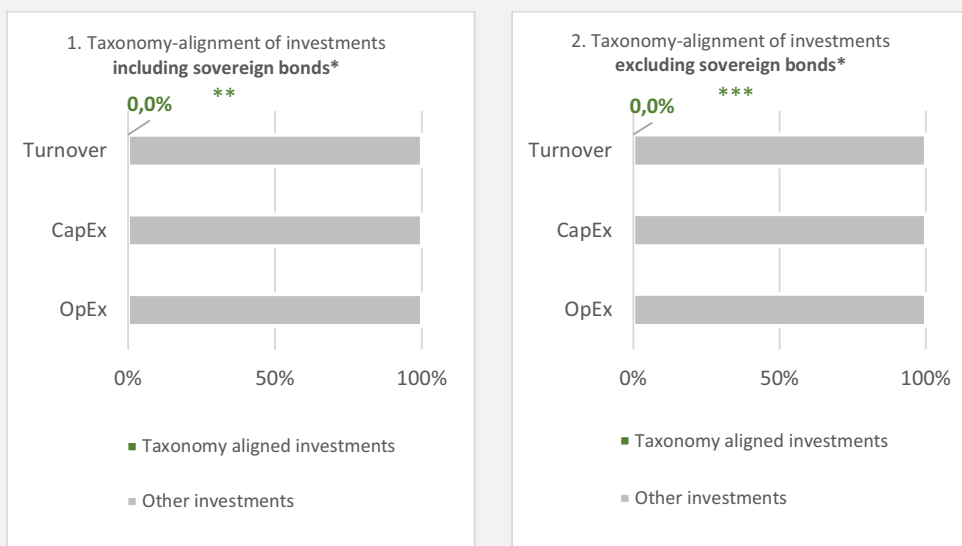 1. Taxonomy-alignment of investments
including sovereign bonds*
0,0%
**
Turnover
CapEx
OpEx
0%
50%
100%
Taxonomy aligned investments
Other investments
2. Taxonomy-alignment of investments
excluding sovereign bonds*
0,0%
***
Turnover
CapEx
OpEx
0%
50%
100%
Taxonomy aligned investments
Other investments